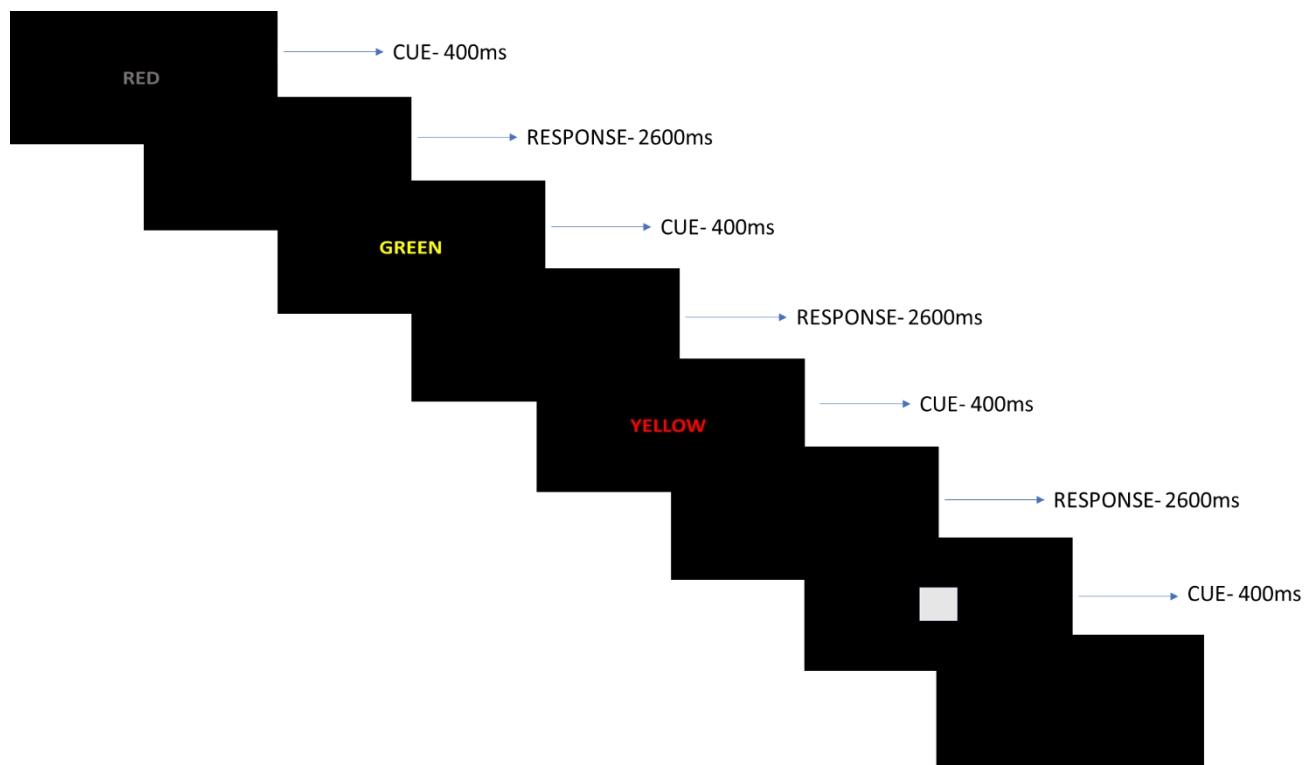 CUE- 400ms
RED
RESPONSE- 2600ms
CUE- 400ms
GREEN
RESPONSE- 2600ms
CUE- 400ms
YELLOW
RESPONSE- 2600ms
CUE- 400ms